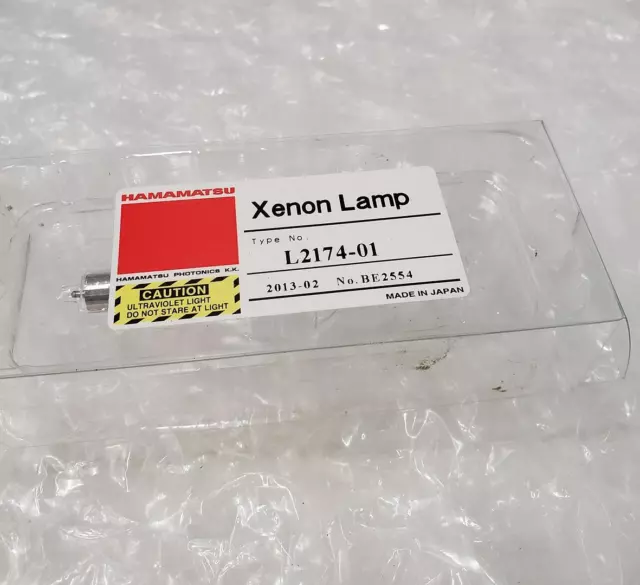 HAMAMATSU
HAMAMATSU PHOTONICS K.K.
CAUTION
ULTRAVIOLET LIGHT
DO NOT STARE AT LIGHT
Xenon Lamp
Type No.
L2174-01
2013-02 No.BE2554
MADE IN JAPAN